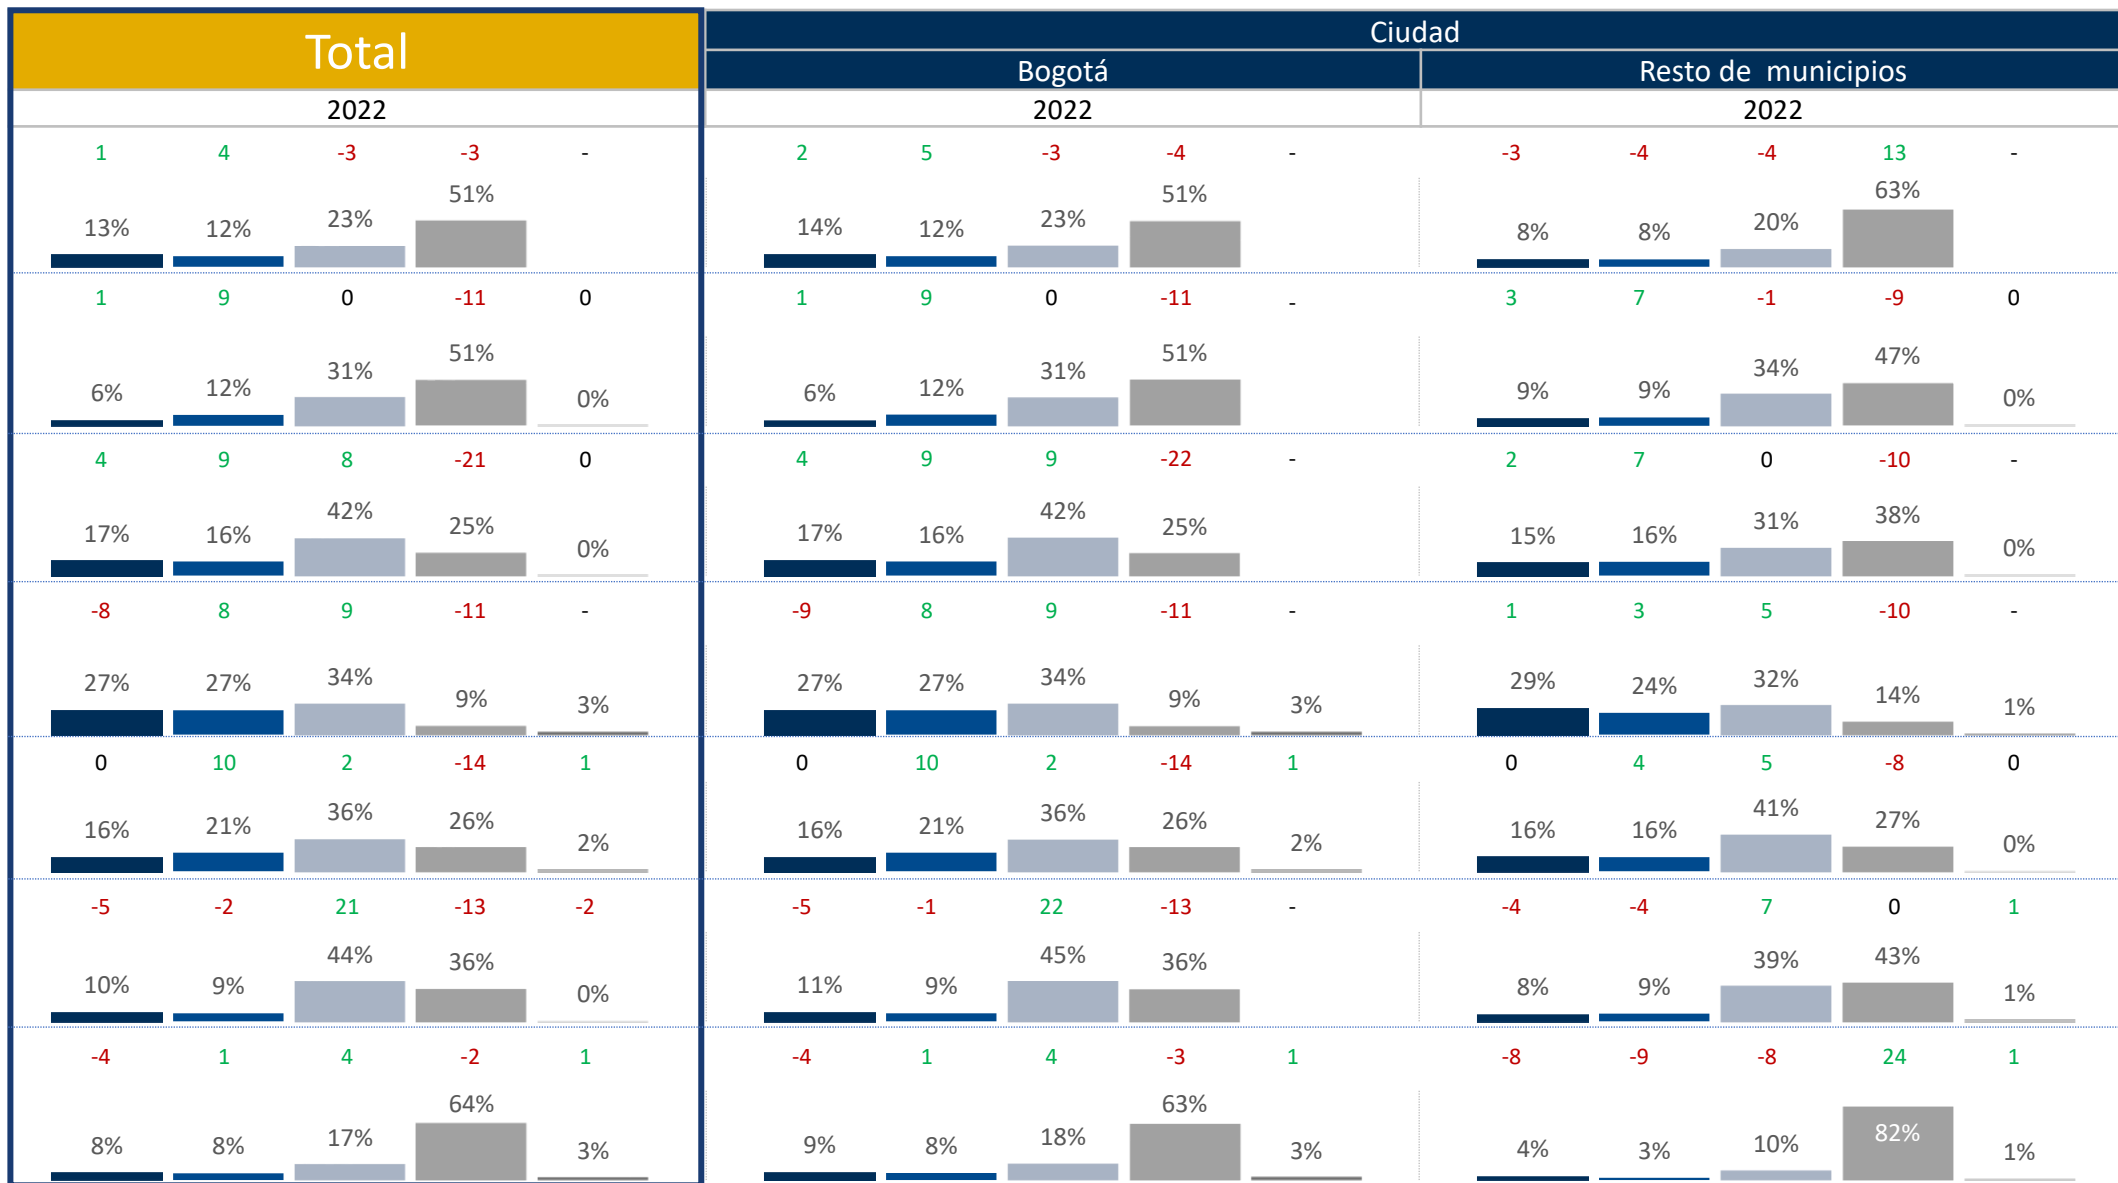 Total
Ciudad
Bogotá
Resto de municipios
2022
2022
2022
1 4 -3 -3 - 2 5 -3 -4 - -3 -4 -4 13 -
13% 12% 23% 51% 14% 12% 23% 51% 8% 8% 20% 63%
1 9 0 -11 0 1 9 0 -11 - 3 7 -1 -9 0
6% 12% 31% 51% 0% 6% 12% 31% 51% 9% 9% 34% 47% 0%
4 9 8 -21 0 4 9 9 -22 - 2 7 0 -10 -
17% 16% 42% 25% 0% 17% 16% 42% 25% 15% 16% 31% 38% 0%
-8 8 9 -11 - -9 8 9 -11 - 1 3 5 -10 -
27% 27% 34% 9% 3% 27% 27% 34% 9% 3% 29% 24% 32% 14% 1%
0 10 2 -14 1 0 10 2 -14 1 0 4 5 -8 0
16% 21% 36% 26% 2% 16% 21% 36% 26% 2% 16% 16% 41% 27% 0%
-5 -2 21 -13 -2 -5 -1 22 -13 - -4 -4 7 0 1
10% 9% 44% 36% 0% 11% 9% 45% 36% 8% 9% 39% 43% 1%
-4 1 4 -2 1 -4 1 4 -3 1 -8 -9 -8 24 1
8% 8% 17% 64% 3% 9% 8% 18% 63% 3% 4% 3% 10% 82% 1%